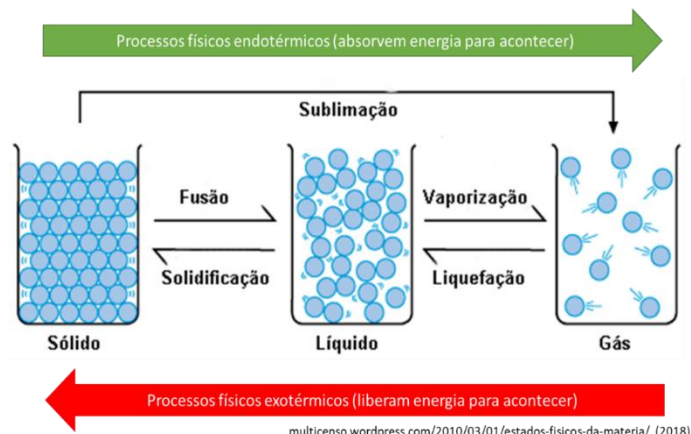 Processos físicos endotérmicos (absorvem energia para acontecer)
Sublimação
Fusão
Vaporização
Solidificação
Liquefação
Sólido
Líquido
Gás
Processos físicos exotérmicos (liberam energia para acontecer)
multicenso.wordpress.com/2010/03/01/estados-fisicos-da-materia/ (2018)